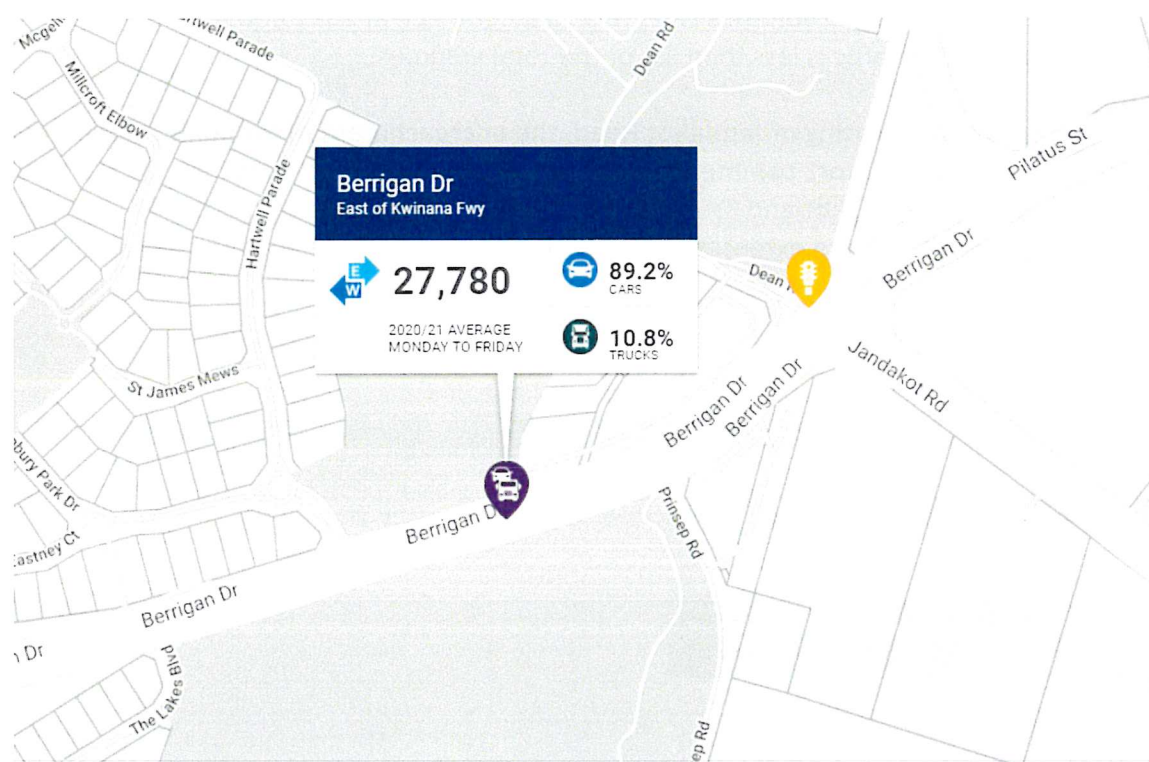 Mcgel
rtwell Parade
Dean Rd
Millcroft Elbow
Pilatus St
Hartwell Parade
Berrigan Dr
East of Kwinana Fwy
Berrigan Dr
E
W
27,780
89.2%
CARS
2020/21 AVERAGE
MONDAY TO FRIDAY
10.8%
TRUCKS
Dean R
Jandakot Rd
St James Mews
Berrigan Dr
Berrigan Dr
bury Park Dr
Prinsep Rd
Berrigan D
astney Ct
Berrigan Dr
n Dr
The Lakes Blvd
ep Rd